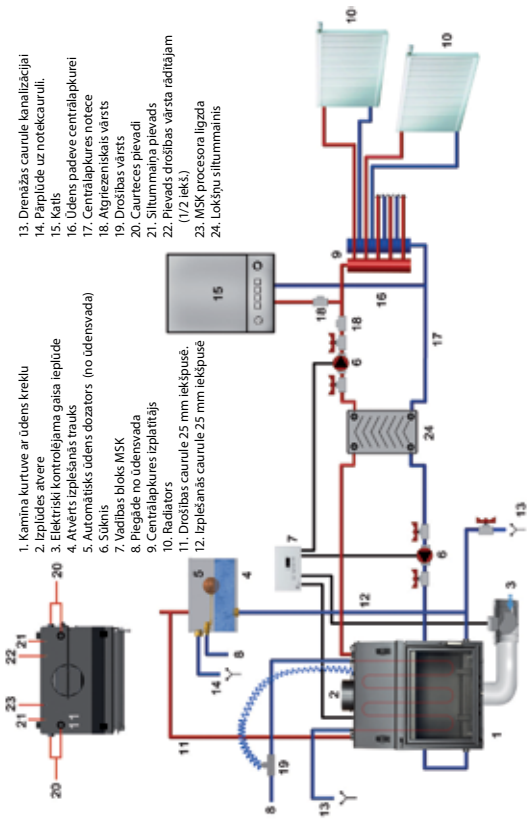 1. Kamīna kurtuve ar ūdens kreklu
2. Izplūdes atvere
3. Elektriski kontrolējama gaisa ieplūde
4. Atvērts izplešanās trauks
5. Automātisks ūdens dozators (no ūdensvada)
6. Sūknis
7. Vadības bloks MSK
8. Piegāde no ūdensvada
9. Centrālapkures izplatītājs
10. Radiators
11. Drošības caurule 25 mm iekšpusē.
12. Izplešanās caurule 25 mm iekšpusē
13. Drenāžas caurule kanalizācijai
14. Pārplūde uz notekcauruli.
15. Katls
16. Ūdens padeve centrālapkurei
17. Centrālapkures notece
18. Atgriezeniskais vārsts
19. Drošības vārsts
20. Caurteces pievadi
21. Siltummaiņa pievads
22. Pievads drošības vārsta rādītājam
(1/2 iekš.)
23. MSK procesora ligzda
24. Lokšņu siltummainis
20
21
22
23
21
11
20
10
10
15
9
16
18
18
6
17
24
7
5
4
8
14
12
6
13
3
2
11
19
8
13
1